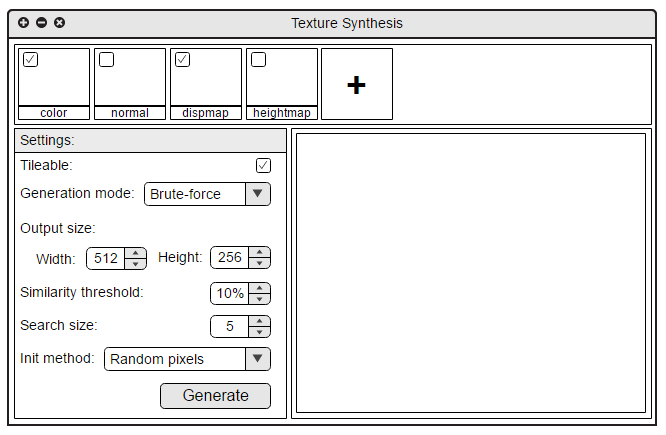 Texture Synthesis
color normal dispmap heightmap +
Settings:
Tileable:
Generation mode: Brute-force
Output size:
Width: 512 Height: 256
Similarity threshold: 10%
Search size: 5
Init method: Random pixels
Generate